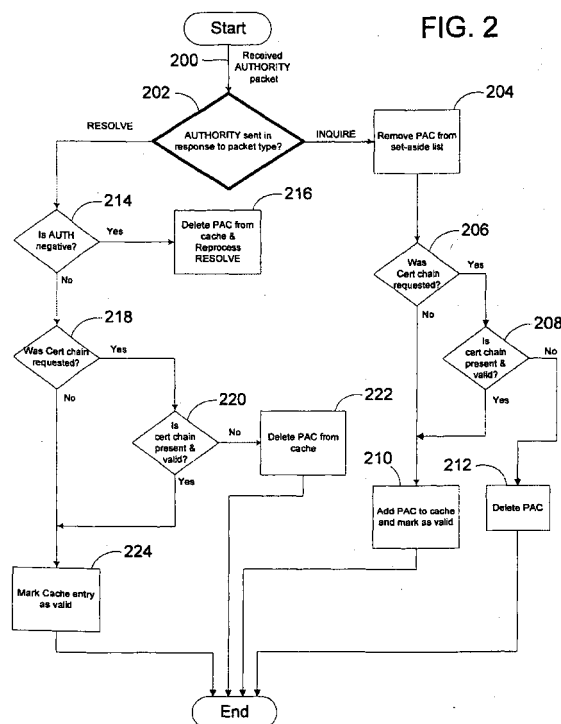 FIG. 2
Start
200
Received
AUTHORITY
packet
202
AUTHORITY sent in
response to packet type?
RESOLVE
INQUIRE
204
Remove PAC from
set-aside list
214
Is AUTH
negative?
Yes
No
216
Delete PAC from
cache &
Reprocess
RESOLVE
206
Was
Cert chain
requested?
Yes
No
208
Is
cert chain
present &
valid?
No
Yes
218
Was Cert chain
requested?
Yes
No
220
Is
cert chain
present &
valid?
No
Yes
222
Delete PAC from
cache
210
Add PAC to cache
and mark as valid
212
Delete PAC
224
Mark Cache entry
as valid
End